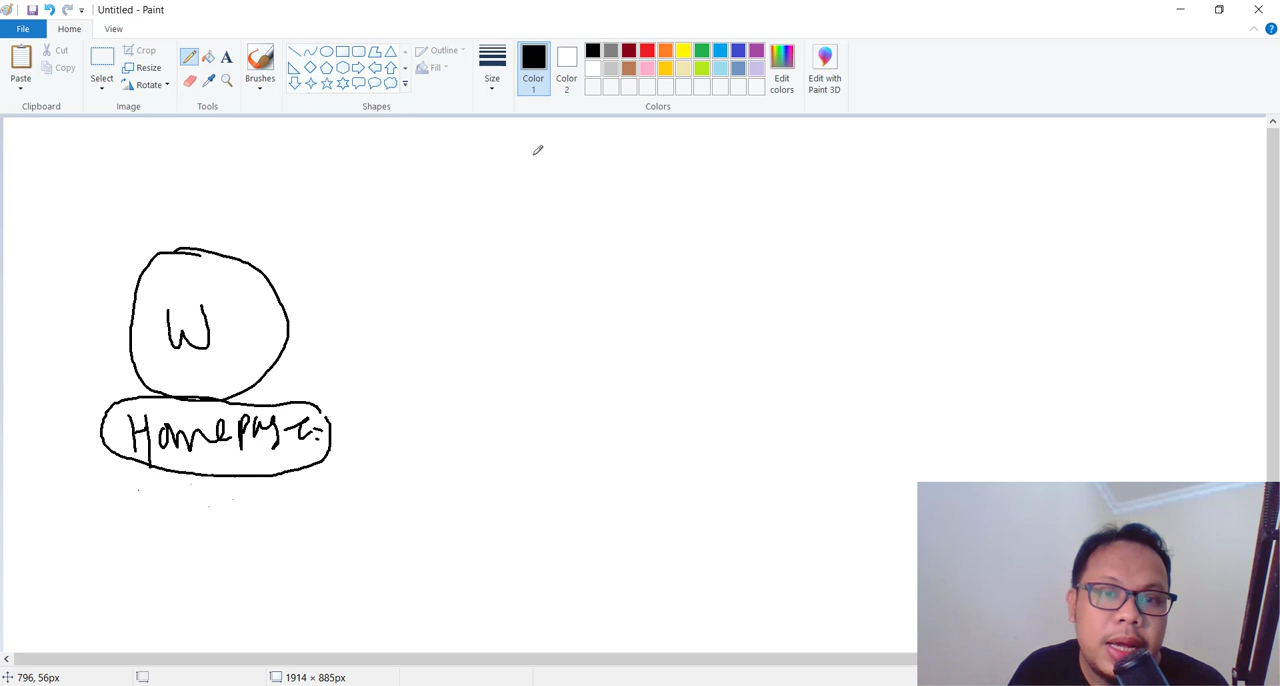 Untitled - Paint
File
Home
View
Paste
Cut
Copy
Clipboard
Select
Crop
Resize
Rotate
Image
Tools
Brushes
Shapes
Outline
Fill
Size
Color
1
Color
2
Colors
Edit
colors
Edit with
Paint 3D
W
Homepage
796, 56px
1914 × 885px